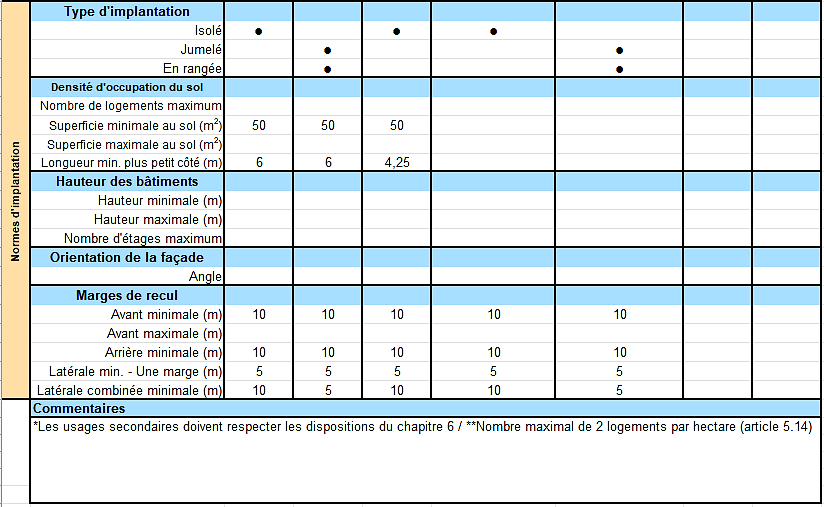 Normes d'implantation
Type d'implantation
Isolé ● ● ●
Jumelé ● ●
En rangée ● ●
Densité d'occupation du sol
Nombre de logements maximum
Superficie minimale au sol (m²) 50 50 50
Superficie maximale au sol (m²)
Longueur min. plus petit côté (m) 6 6 4,25
Hauteur des bâtiments
Hauteur minimale (m)
Hauteur maximale (m)
Nombre d'étages maximum
Orientation de la façade
Angle
Marges de recul
Avant minimale (m) 10 10 10 10 10
Avant maximale (m)
Arrière minimale (m) 10 10 10 10 10
Latérale min. - Une marge (m) 5 5 5 5 5
Latérale combinée minimale (m) 10 5 10 10 5
Commentaires
*Les usages secondaires doivent respecter les dispositions du chapitre 6 / **Nombre maximal de 2 logements par hectare (article 5.14)